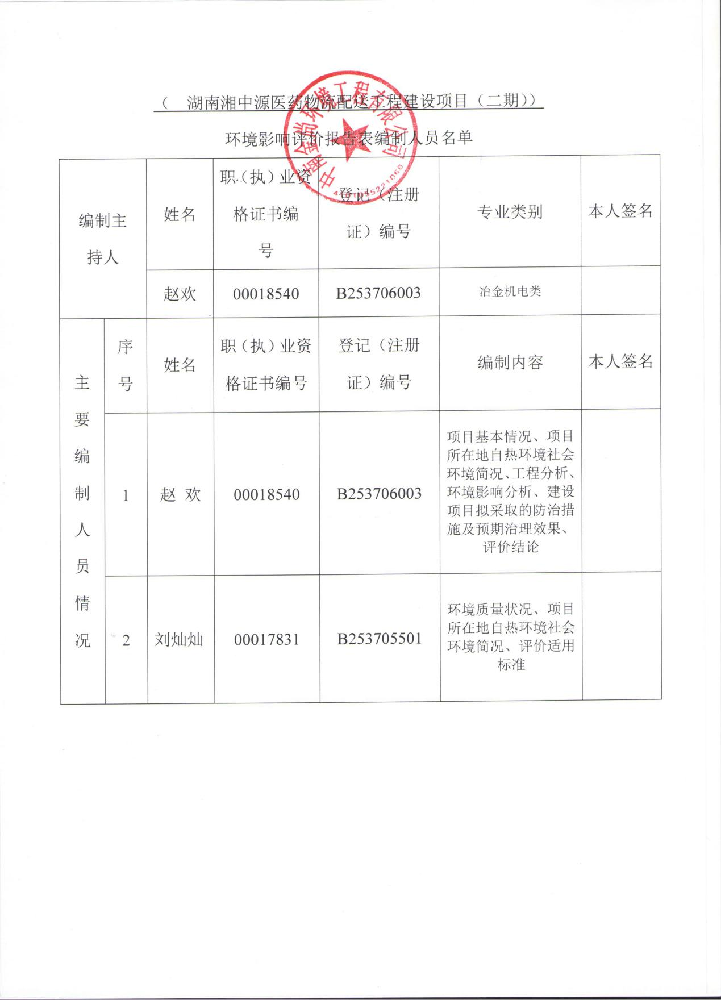 （ 湖南湘中源医药物流配送工程建设项目（二期））
环境影响评价报告表编制人员名单
中南金尚环境工程有限公司
编制主
持人
姓名
职.（执）业资
格证书编
号
登记（注册
证）编号
专业类别
本人签名
赵欢
00018540
B253706003
冶金机电类
主要编制人员情况
序
号
姓名
职（执）业资
格证书编号
登记（注册
证）编号
编制内容
本人签名
1
赵 欢
00018540
B253706003
项目基本情况、项目
所在地自热环境社会
环境简况、工程分析、
环境影响分析、建设
项目拟采取的防治措
施及预期治理效果、
评价结论
2
刘灿灿
00017831
B253705501
环境质量状况、项目
所在地自热环境社会
环境简况、评价适用
标准